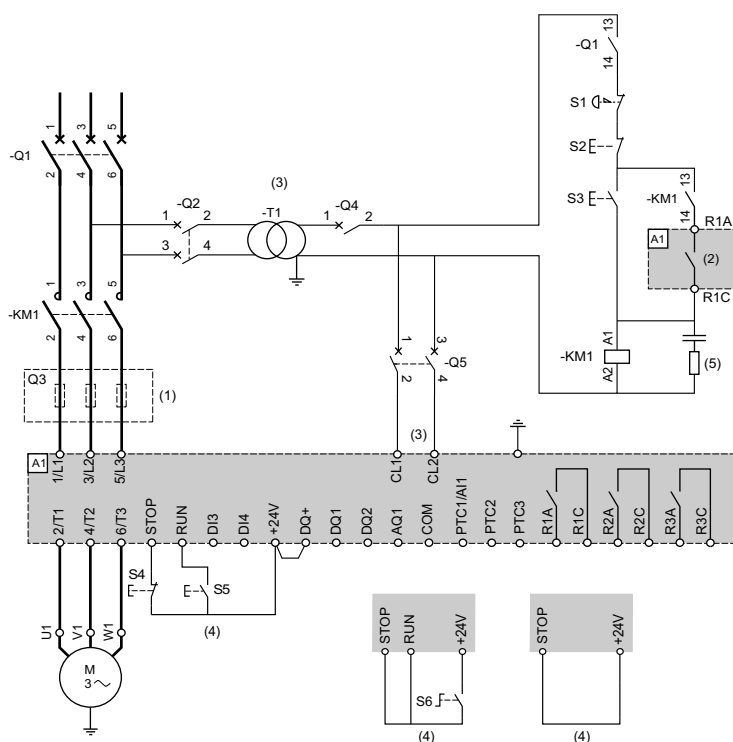 13
-Q1
14
S1
S2
S3
-KM1
13
14
R1A
A1
(2)
R1C
-KM1
A1
A2
(5)
1
3
5
-Q1
2
4
6
-Q2
1
2
3
4
(3)
-T1
-Q4
1
2
1
3
5
-KM1
2
4
6
1
3
-Q5
2
4
Q3
(1)
(3)
A1
1/L1
3/L2
5/L3
CL1
CL2
2/T1
4/T2
6/T3
STOP
RUN
DI3
DI4
+24V
DQ+
DQ1
DQ2
AQ1
COM
PTC1/AI1
PTC2
PTC3
R1A
R1C
R2A
R2C
R3A
R3C
S4
S5
(4)
U1
V1
W1
M
3
STOP
RUN
+24V
S6
(4)
STOP
+24V
(4)